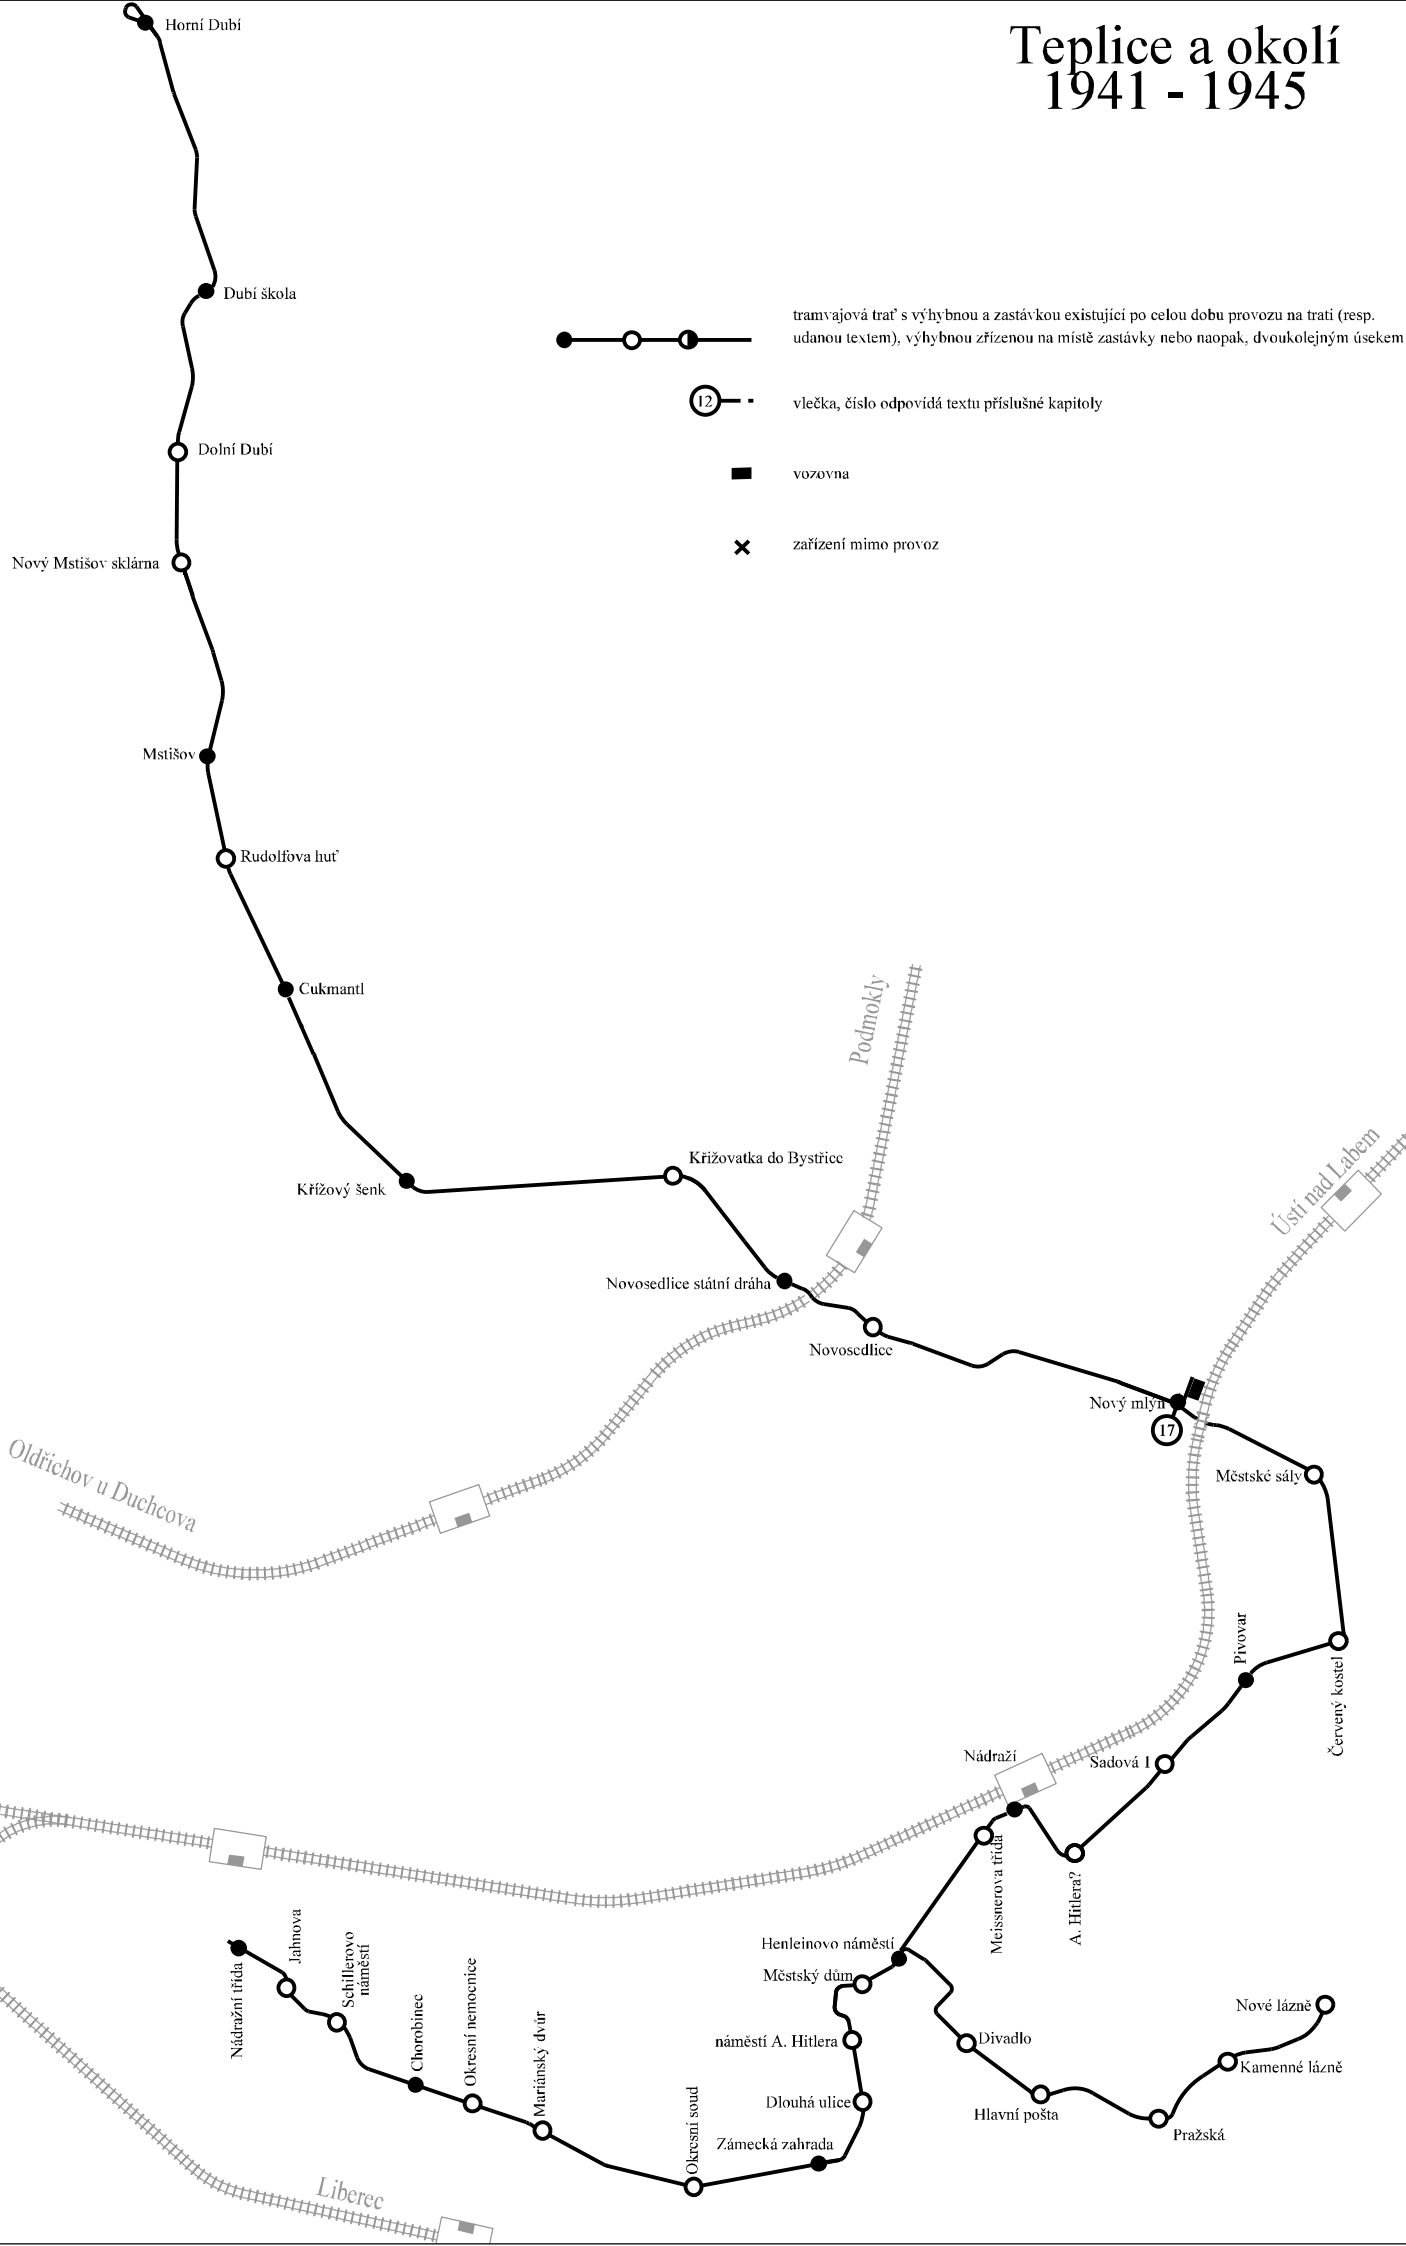 Teplice a okolí
1941 - 1945
Horní Dubí
Dubí škola
tramvajová trať s výhybnou a zastávkou existující po celou dobu provozu na trati (resp.
udanou textem), výhybnou zřízenou na místě zastávky nebo naopak, dvoukolejným úsekem
12
vlečka, číslo odpovídá textu příslušné kapitoly
Dolní Dubí
vozovna
zařízení mimo provoz
Nový Mstišov sklárna
Mstišov
Rudolfova huť
Cukmantl
Podmokly
Křižovatka do Bystřice
Křížový šenk
Ústí nad Labem
Novosedlice státní dráha
Novosedlice
Nový mlýn
17
Oldřichov u Duchcova
Městské sály
Pivovar
Červený kostel
Nádraží
Sadová I
Meissnerova třída
A. Hitlera?
Henleinovo náměstí
Městský dům
Nádražní třída
Jahnova
Schillerovo
náměstí
Chorobinec
Okresní nemocnice
Mariánský dvůr
Okresní soud
náměstí A. Hitlera
Divadlo
Nové lázně
Kamenné lázně
Dlouhá ulice
Hlavní pošta
Pražská
Zámecká zahrada
Liberec